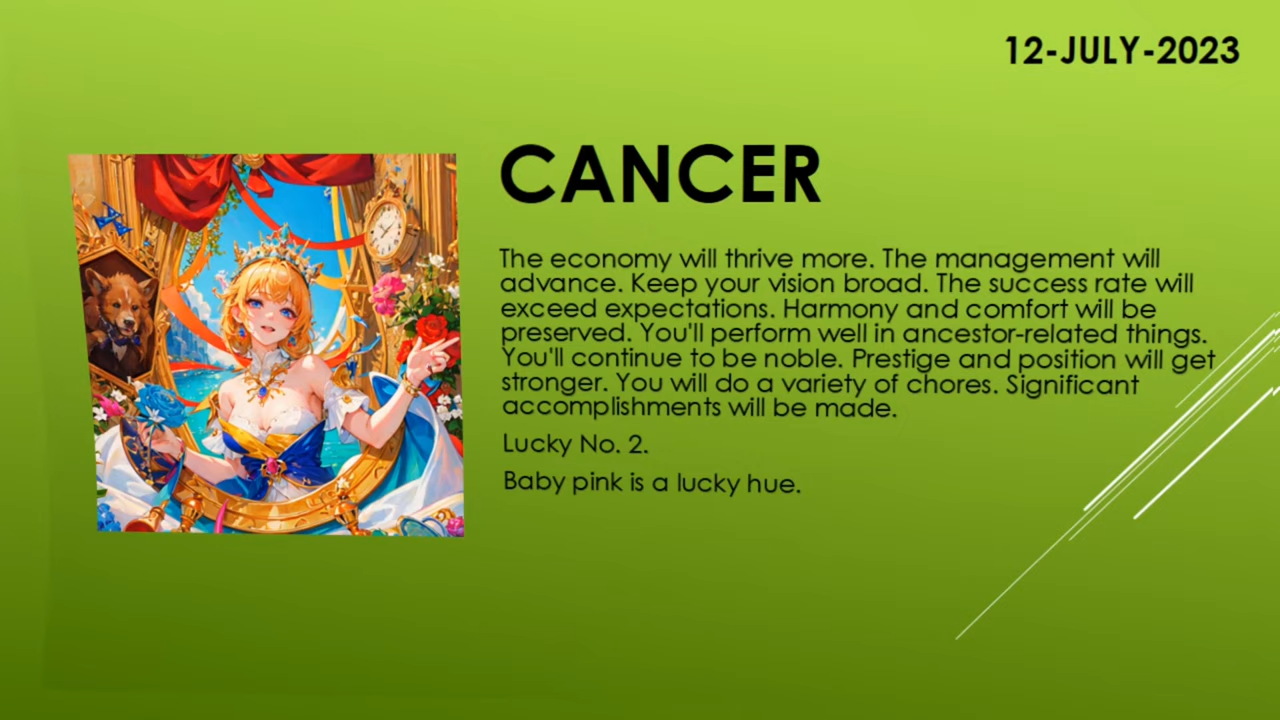 12-JULY-2023
CANCER
The economy will thrive more. The management will
advance. Keep your vision broad. The success rate will
exceed expectations. Harmony and comfort will be
preserved. You'll perform well in ancestor-related things.
You'll continue to be noble. Prestige and position will get
stronger. You will do a variety of chores. Significant
accomplishments will be made.
Lucky No. 2.
Baby pink is a lucky hue.